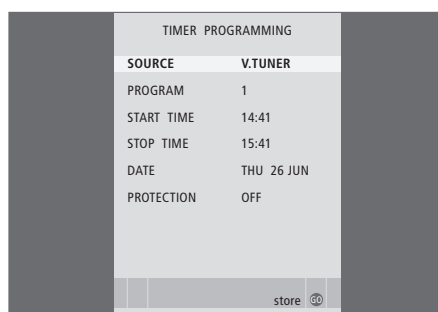 TIMER PROGRAMMING
SOURCE V.TUNER
PROGRAM 1
START TIME 14:41
STOP TIME 15:41
DATE THU 26 JUN
PROTECTION OFF
store GO